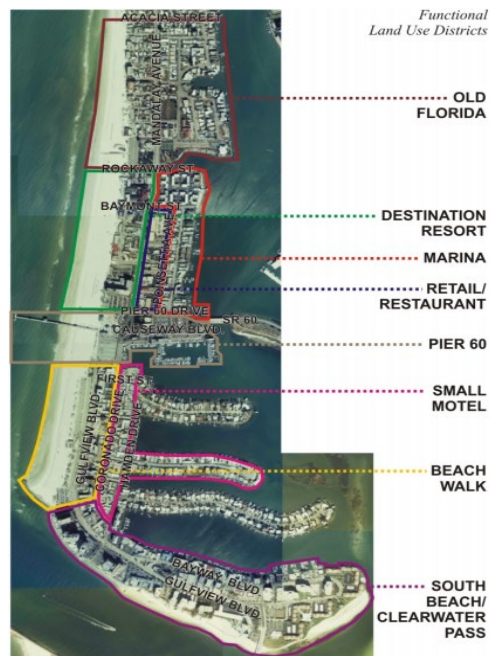 Functional
Land Use Districts
ACACIA STREET
MANDALAY AVENUE
OLD
FLORIDA
ROCKAWAY ST
BAYMONT ST
DESTINATION
RESORT
MARINA
POINSETTIA AVE
RETAIL/
RESTAURANT
PIER 60 DRIVE
SR 60
CAUSEWAY BLVD
PIER 60
FIRST ST
SMALL
MOTEL
GULFVIEW BLVD
CORONADO DRIVE
HAMDEN DRIVE
BEACH
WALK
BAYWAY BLVD
GULFVIEW BLVD
SOUTH
BEACH/
CLEARWATER
PASS